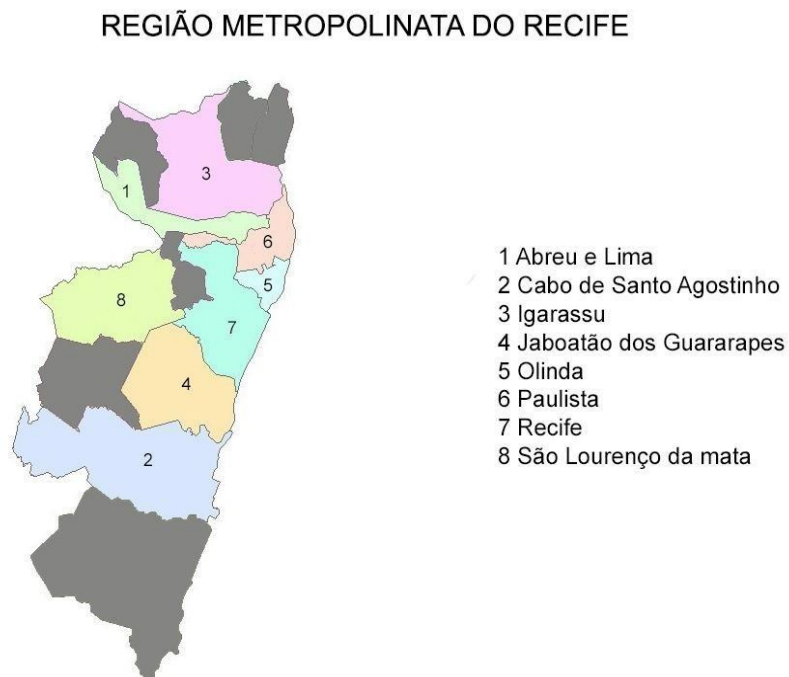 REGIÃO METROPOLINATA DO RECIFE
3
1
6
5
8
7
4
2
1 Abreu e Lima
2 Cabo de Santo Agostinho
3 Igarassu
4 Jaboatão dos Guararapes
5 Olinda
6 Paulista
7 Recife
8 São Lourenço da mata